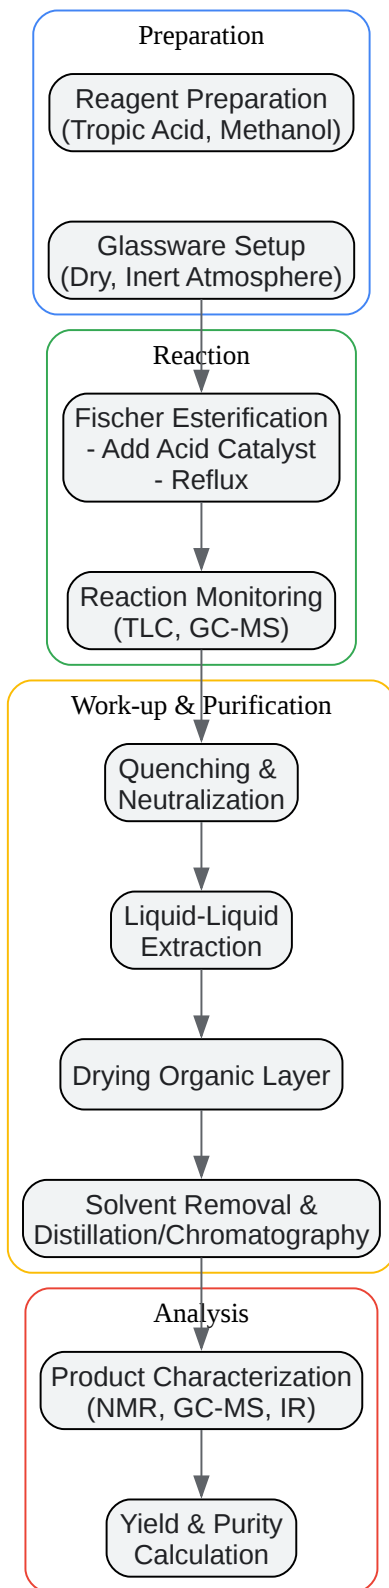 Preparation
Reagent Preparation
(Tropic Acid, Methanol)
Glassware Setup
(Dry, Inert Atmosphere)
Reaction
Fischer Esterification
- Add Acid Catalyst
- Reflux
Reaction Monitoring
(TLC, GC-MS)
Work-up & Purification
Quenching &
Neutralization
Liquid-Liquid
Extraction
Drying Organic Layer
Solvent Removal &
Distillation/Chromatography
Analysis
Product Characterization
(NMR, GC-MS, IR)
Yield & Purity
Calculation